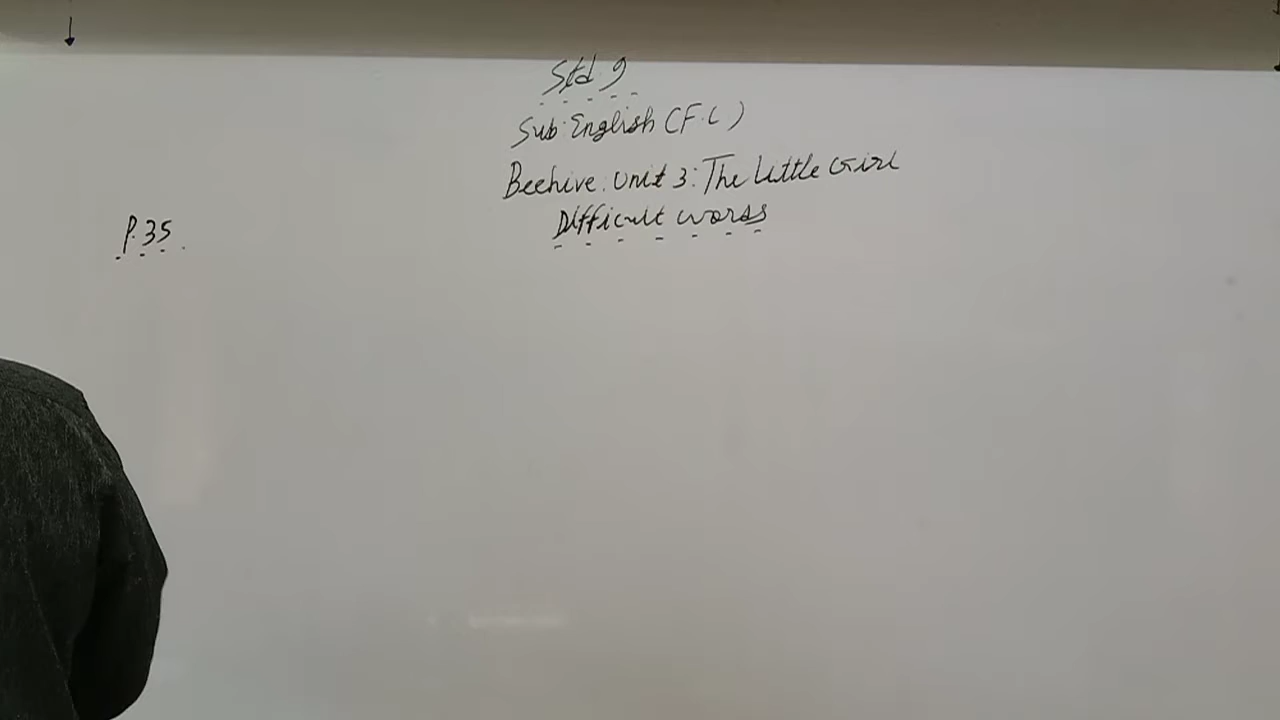 Std 9
Sub: English (F.L)
Beehive: Unit 3: The Little Girl
Difficult words
P.35